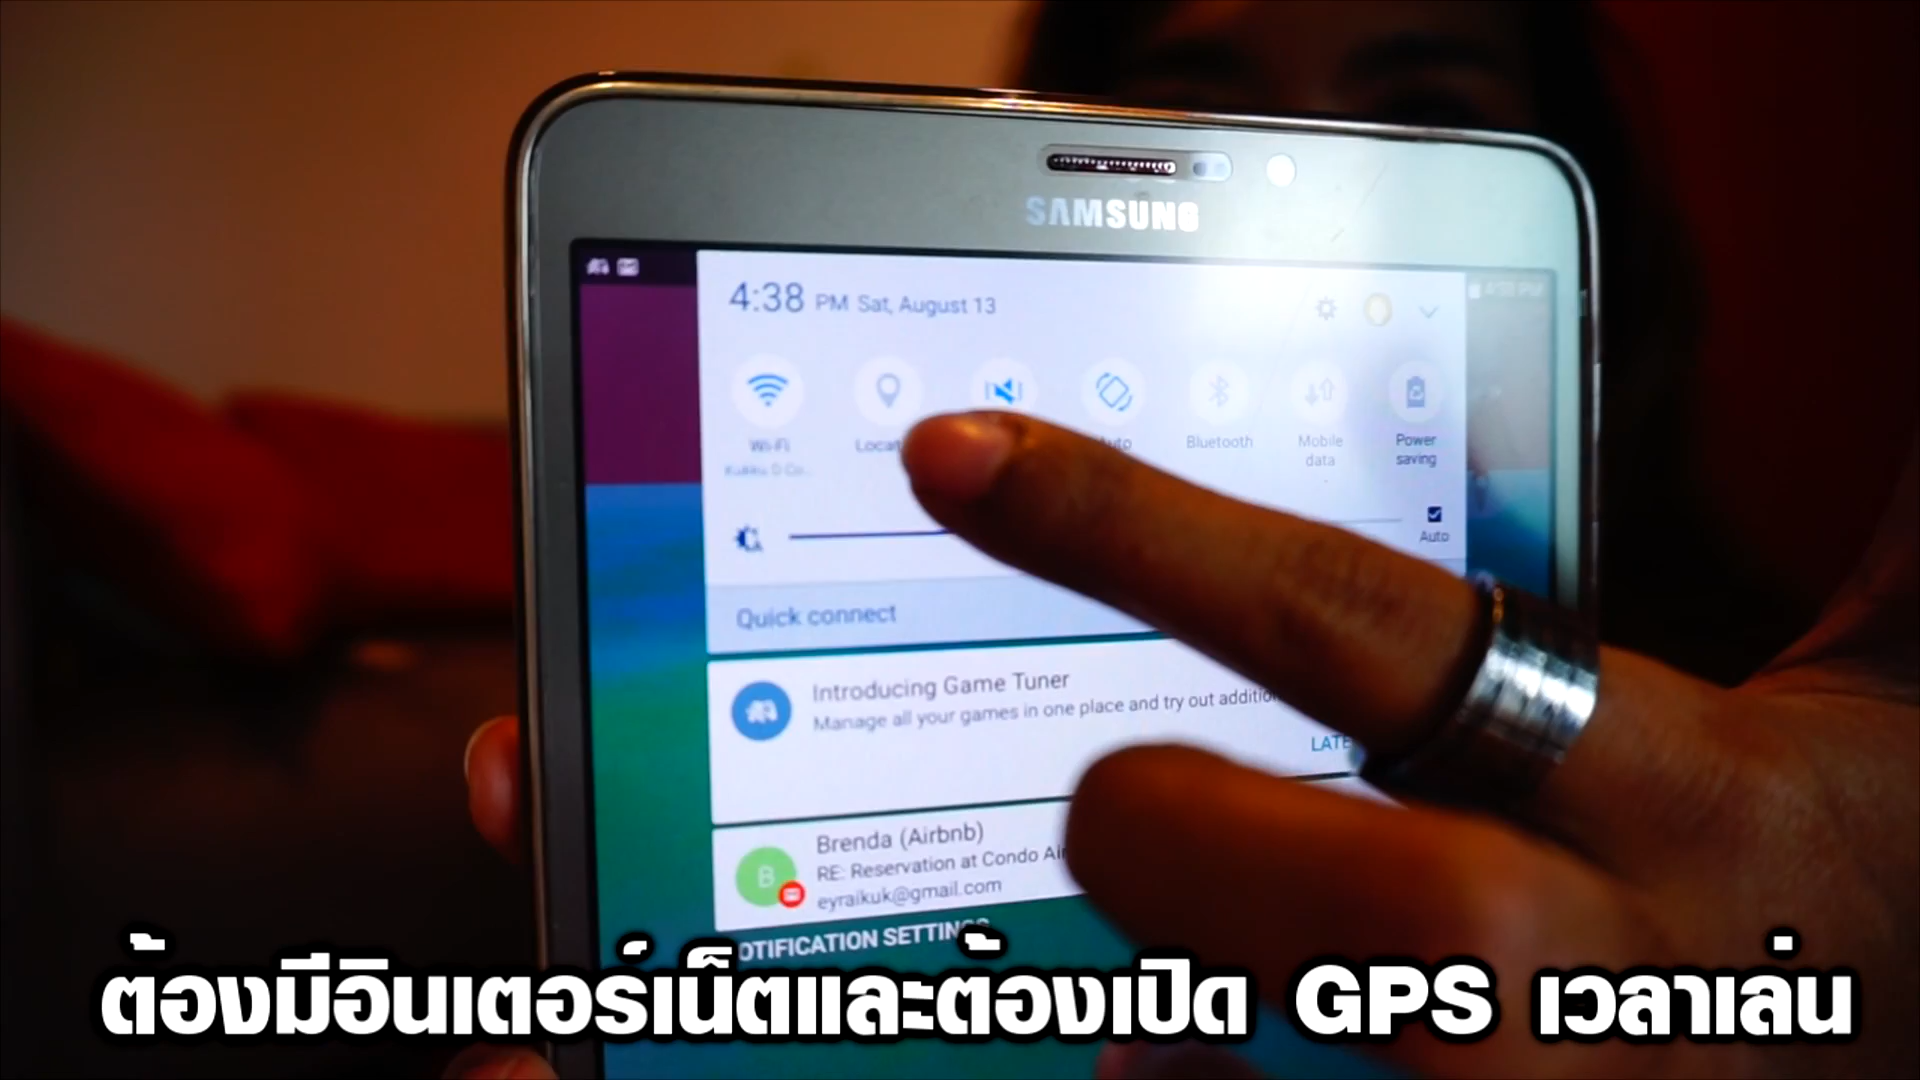 SAMSUNG
4:38 PM Sat, August 13
Wi-Fi
Auto
Bluetooth
Mobile data
Power saving
Auto
Quick connect
Introducing Game Tuner
Manage all your games in one place and try out
Brenda (Airbnb)
RE: Reservation at Condo
eyraikuk@gmail.com
ต้องมีอินเตอร์เน็ตและต้องเปิด GPS เวลาเล่น